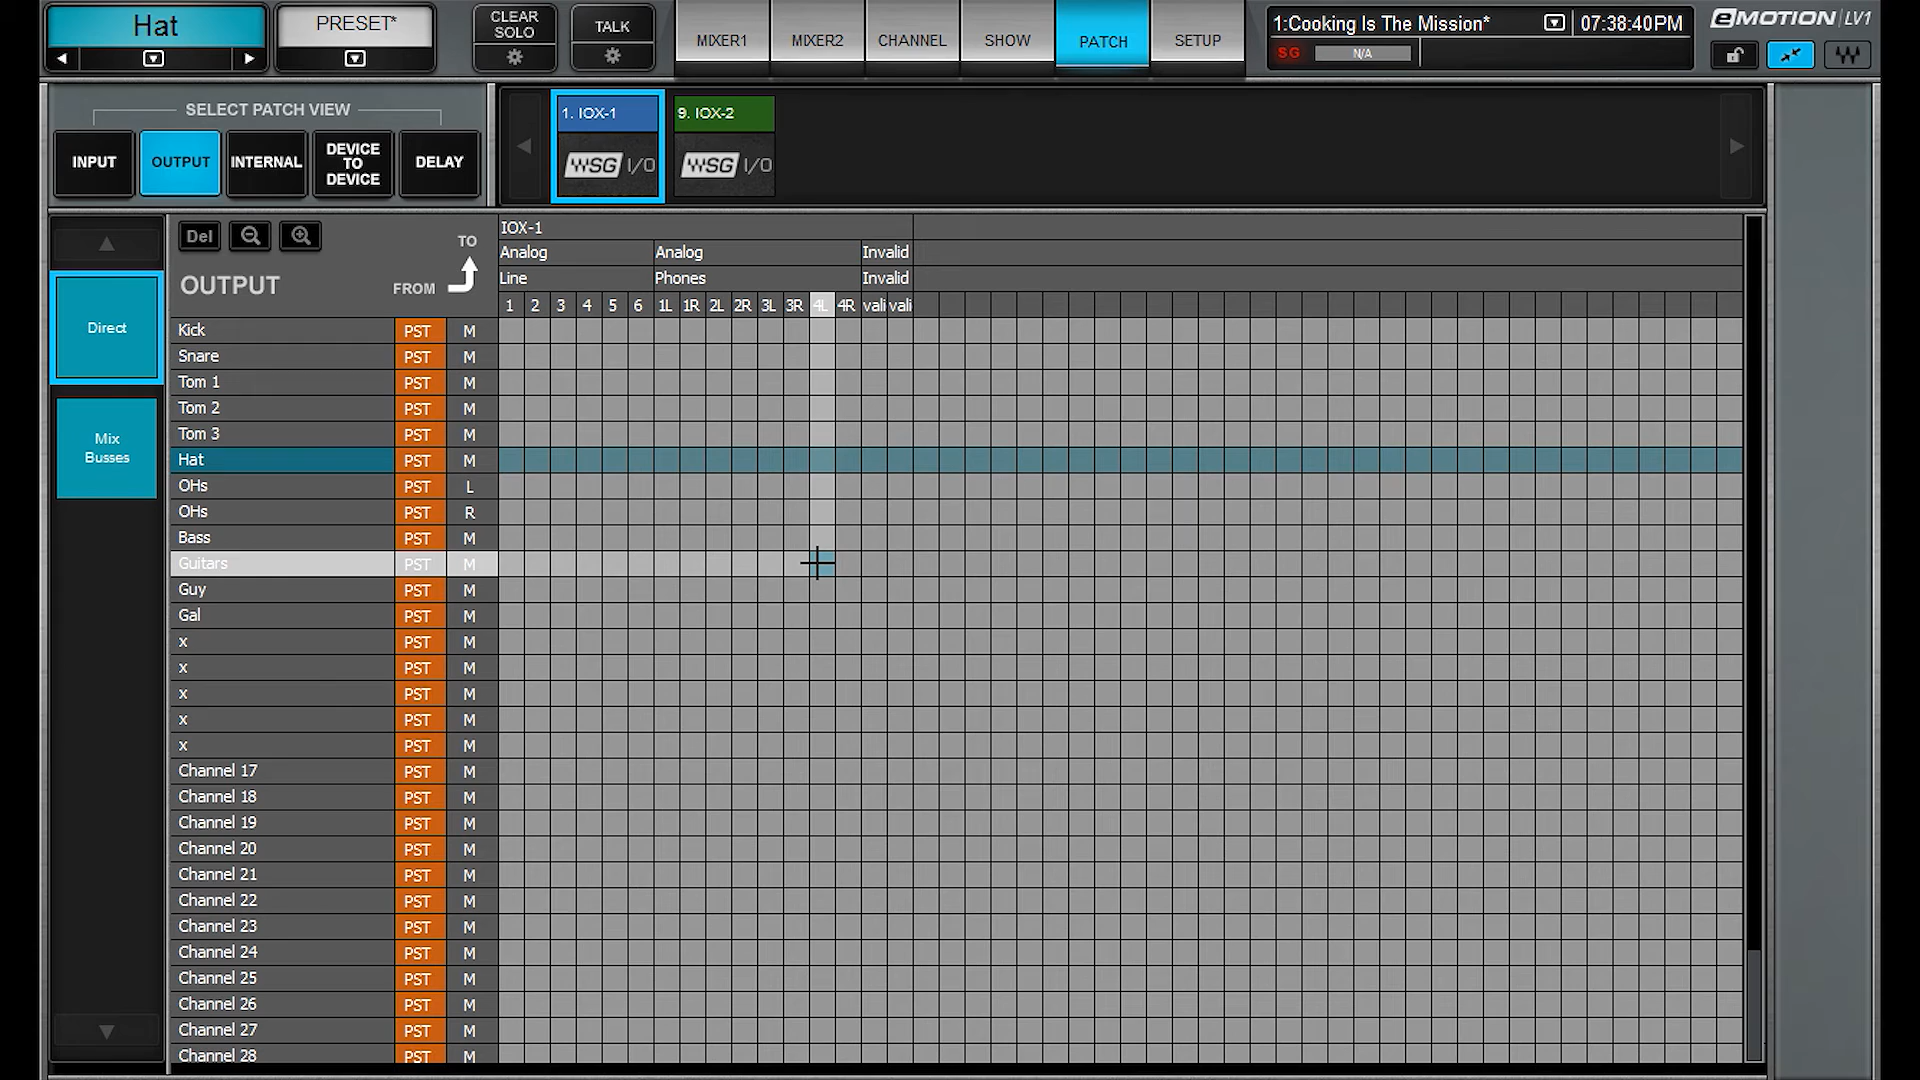 Hat
PRESET*
CLEAR
SOLO
TALK
MIXER1
MIXER2
CHANNEL
SHOW
PATCH
SETUP
1:Cooking Is The Mission*
07:38:40PM
SG
N/A
eMOTION LV1
SELECT PATCH VIEW
INPUT
OUTPUT
INTERNAL
DEVICE
TO
DEVICE
DELAY
1. IOX-1
WSG I/O
9. IOX-2
WSG I/O
Direct
Mix
Busses
Del
OUTPUT
TO
FROM
IOX-1
Analog Analog Invalid
Line Phones Invalid
1 2 3 4 5 6 1L 1R 2L 2R 3L 3R 4L 4R vali vali
Kick PST M
Snare PST M
Tom 1 PST M
Tom 2 PST M
Tom 3 PST M
Hat PST M
OHs PST L
OHs PST R
Bass PST M
Guitars PST M
Guy PST M
Gal PST M
x PST M
x PST M
x PST M
x PST M
x PST M
Channel 17 PST M
Channel 18 PST M
Channel 19 PST M
Channel 20 PST M
Channel 21 PST M
Channel 22 PST M
Channel 23 PST M
Channel 24 PST M
Channel 25 PST M
Channel 26 PST M
Channel 27 PST M
Channel 28 PST M